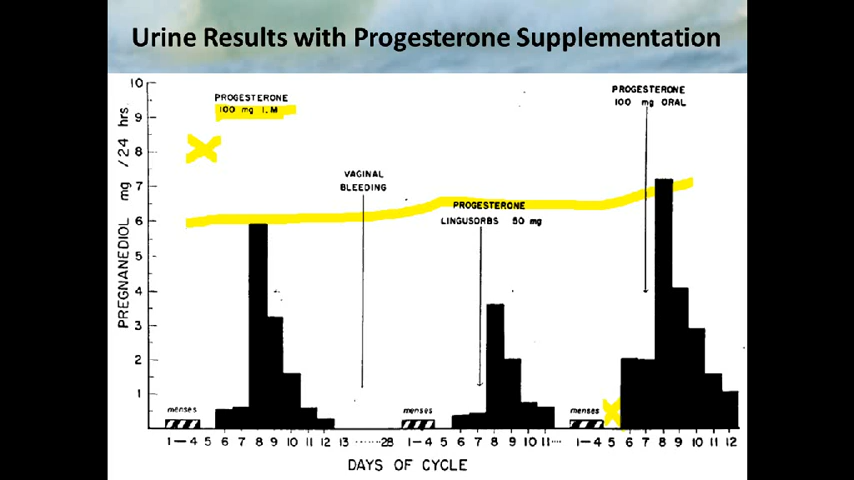 Urine Results with Progesterone Supplementation
PROGESTERONE
100 mg I.M
PROGESTERONE
100 mg ORAL
VAGINAL
BLEEDING
PROGESTERONE
LINGUSORBS 50 mg
PREGNANEDIOL mg /24 hrs.
10
9
8
7
6
5
4
3
2
1
menses
menses
menses
1—4 5 6 7 8 9 10 11 12 13 ······· 28 1—4 5 6 7 8 9 10 11 ··· 1—4 5 6 7 8 9 10 11 12
DAYS OF CYCLE